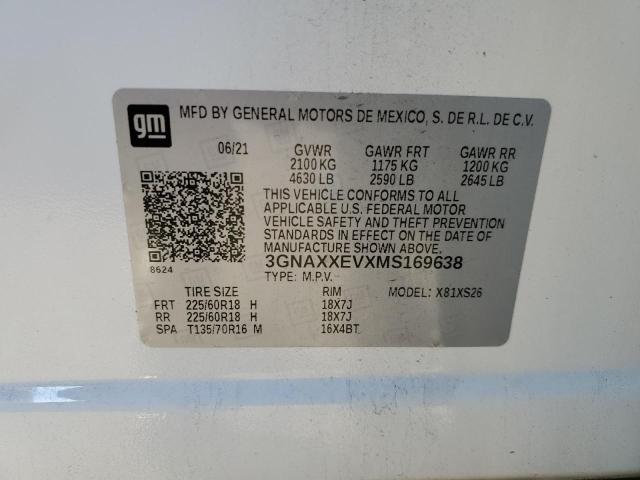 gm
MFD BY GENERAL MOTORS DE MEXICO, S. DE R.L. DE C.V.
06/21 GVWR GAWR FRT GAWR RR
2100 KG 1175 KG 1200 KG
4630 LB 2590 LB 2645 LB
THIS VEHICLE CONFORMS TO ALL
APPLICABLE U.S. FEDERAL MOTOR
VEHICLE SAFETY AND THEFT PREVENTION
STANDARDS IN EFFECT ON THE DATE OF
MANUFACTURE SHOWN ABOVE.
8624 3GNAXXEVXMS169638
TYPE: M.P.V.
TIRE SIZE RIM MODEL: X81XS26
FRT 225/60R18 H 18X7J
RR 225/60R18 H 18X7J
SPA T135/70R16 M 16X4BT